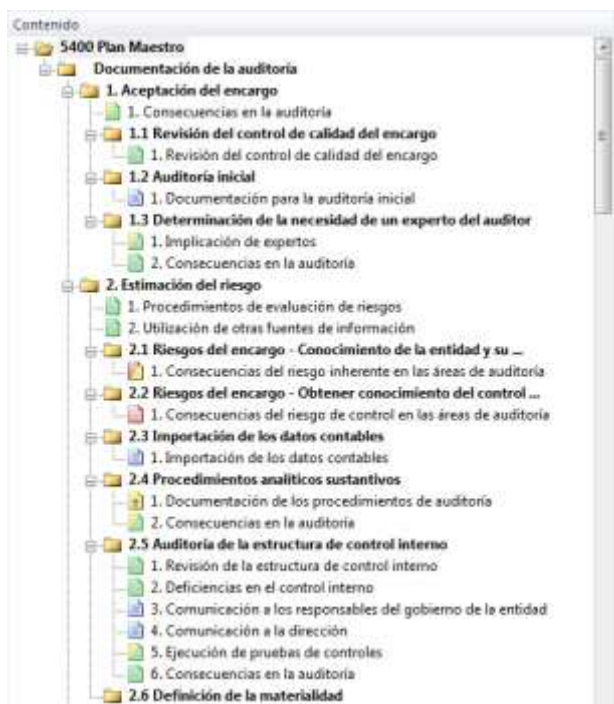 Contenido
5400 Plan Maestro
Documentación de la auditoría
1. Aceptación del encargo
1. Consecuencias en la auditoría
1.1 Revisión del control de calidad del encargo
1. Revisión del control de calidad del encargo
1.2 Auditoría inicial
1. Documentación para la auditoría inicial
1.3 Determinación de la necesidad de un experto del auditor
1. Implicación de expertos
2. Consecuencias en la auditoría
2. Estimación del riesgo
1. Procedimientos de evaluación de riesgos
2. Utilización de otras fuentes de información
2.1 Riesgos del encargo - Conocimiento de la entidad y su ...
1. Consecuencias del riesgo inherente en las áreas de auditoría
2.2 Riesgos del encargo - Obtener conocimiento del control ...
1. Consecuencias del riesgo de control en las áreas de auditoría
2.3 Importación de los datos contables
1. Importación de los datos contables
2.4 Procedimientos analíticos sustantivos
1. Documentación de los procedimientos de auditoría
2. Consecuencias en la auditoría
2.5 Auditoría de la estructura de control interno
1. Revisión de la estructura de control interno
2. Deficiencias en el control interno
3. Comunicación a los responsables del gobierno de la entidad
4. Comunicación a la dirección
5. Ejecución de pruebas de controles
6. Consecuencias en la auditoría
2.6 Definición de la materialidad